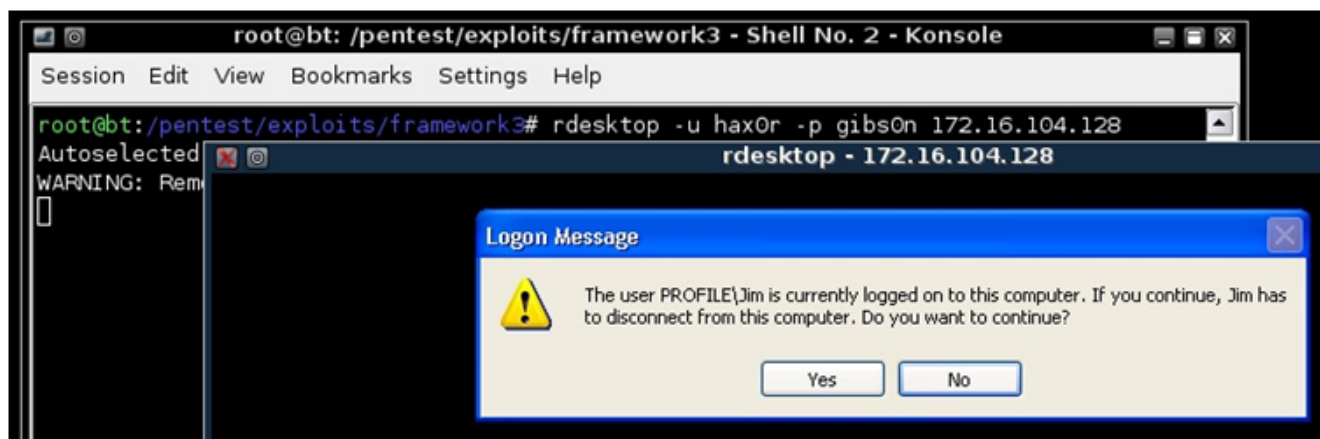 root@bt: /pentest/exploits/framework3 - Shell No. 2 - Konsole
Session Edit View Bookmarks Settings Help
root@bt:/pentest/exploits/framework3# rdesktop -u hax0r -p gibs0n 172.16.104.128
Autoselected
WARNING: Rem
rdesktop - 172.16.104.128
Logon Message
The user PROFILE\Jim is currently logged on to this computer. If you continue, Jim has
to disconnect from this computer. Do you want to continue?
Yes No